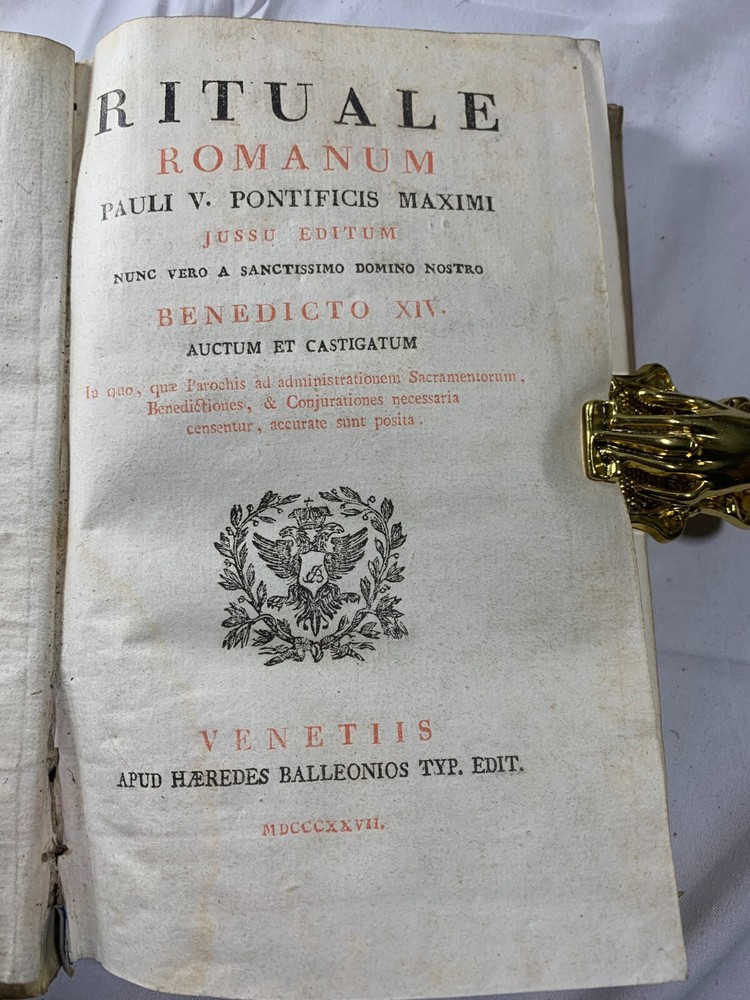 RITUALE
ROMANUM
PAULI V. PONTIFICIS MAXIMI
JUSSU EDITUM
NUNC VERO A SANCTISSIMO DOMINO NOSTRO
BENEDICTO XIV.
AUCTUM ET CASTIGATUM
In quo, quæ Parochis ad administrationem Sacramentorum,
Benedictiones, & Conjurationes necessaria
censentur, accurate sunt posita.
B
VENETIIS
APUD HÆREDES BALLEONIOS TYP. EDIT.
MDCCCXXVII.